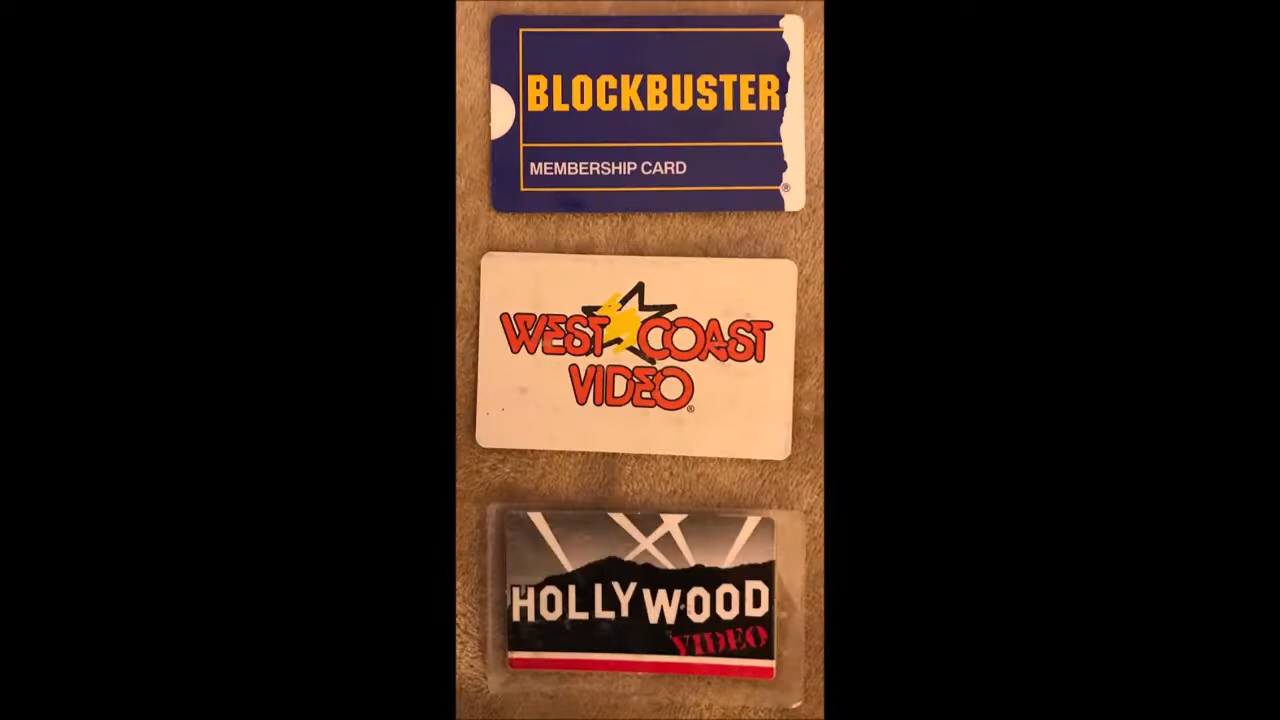 BLOCKBUSTER
MEMBERSHIP CARD
®
WEST COAST
VIDEO®
HOLLYWOOD
VIDEO